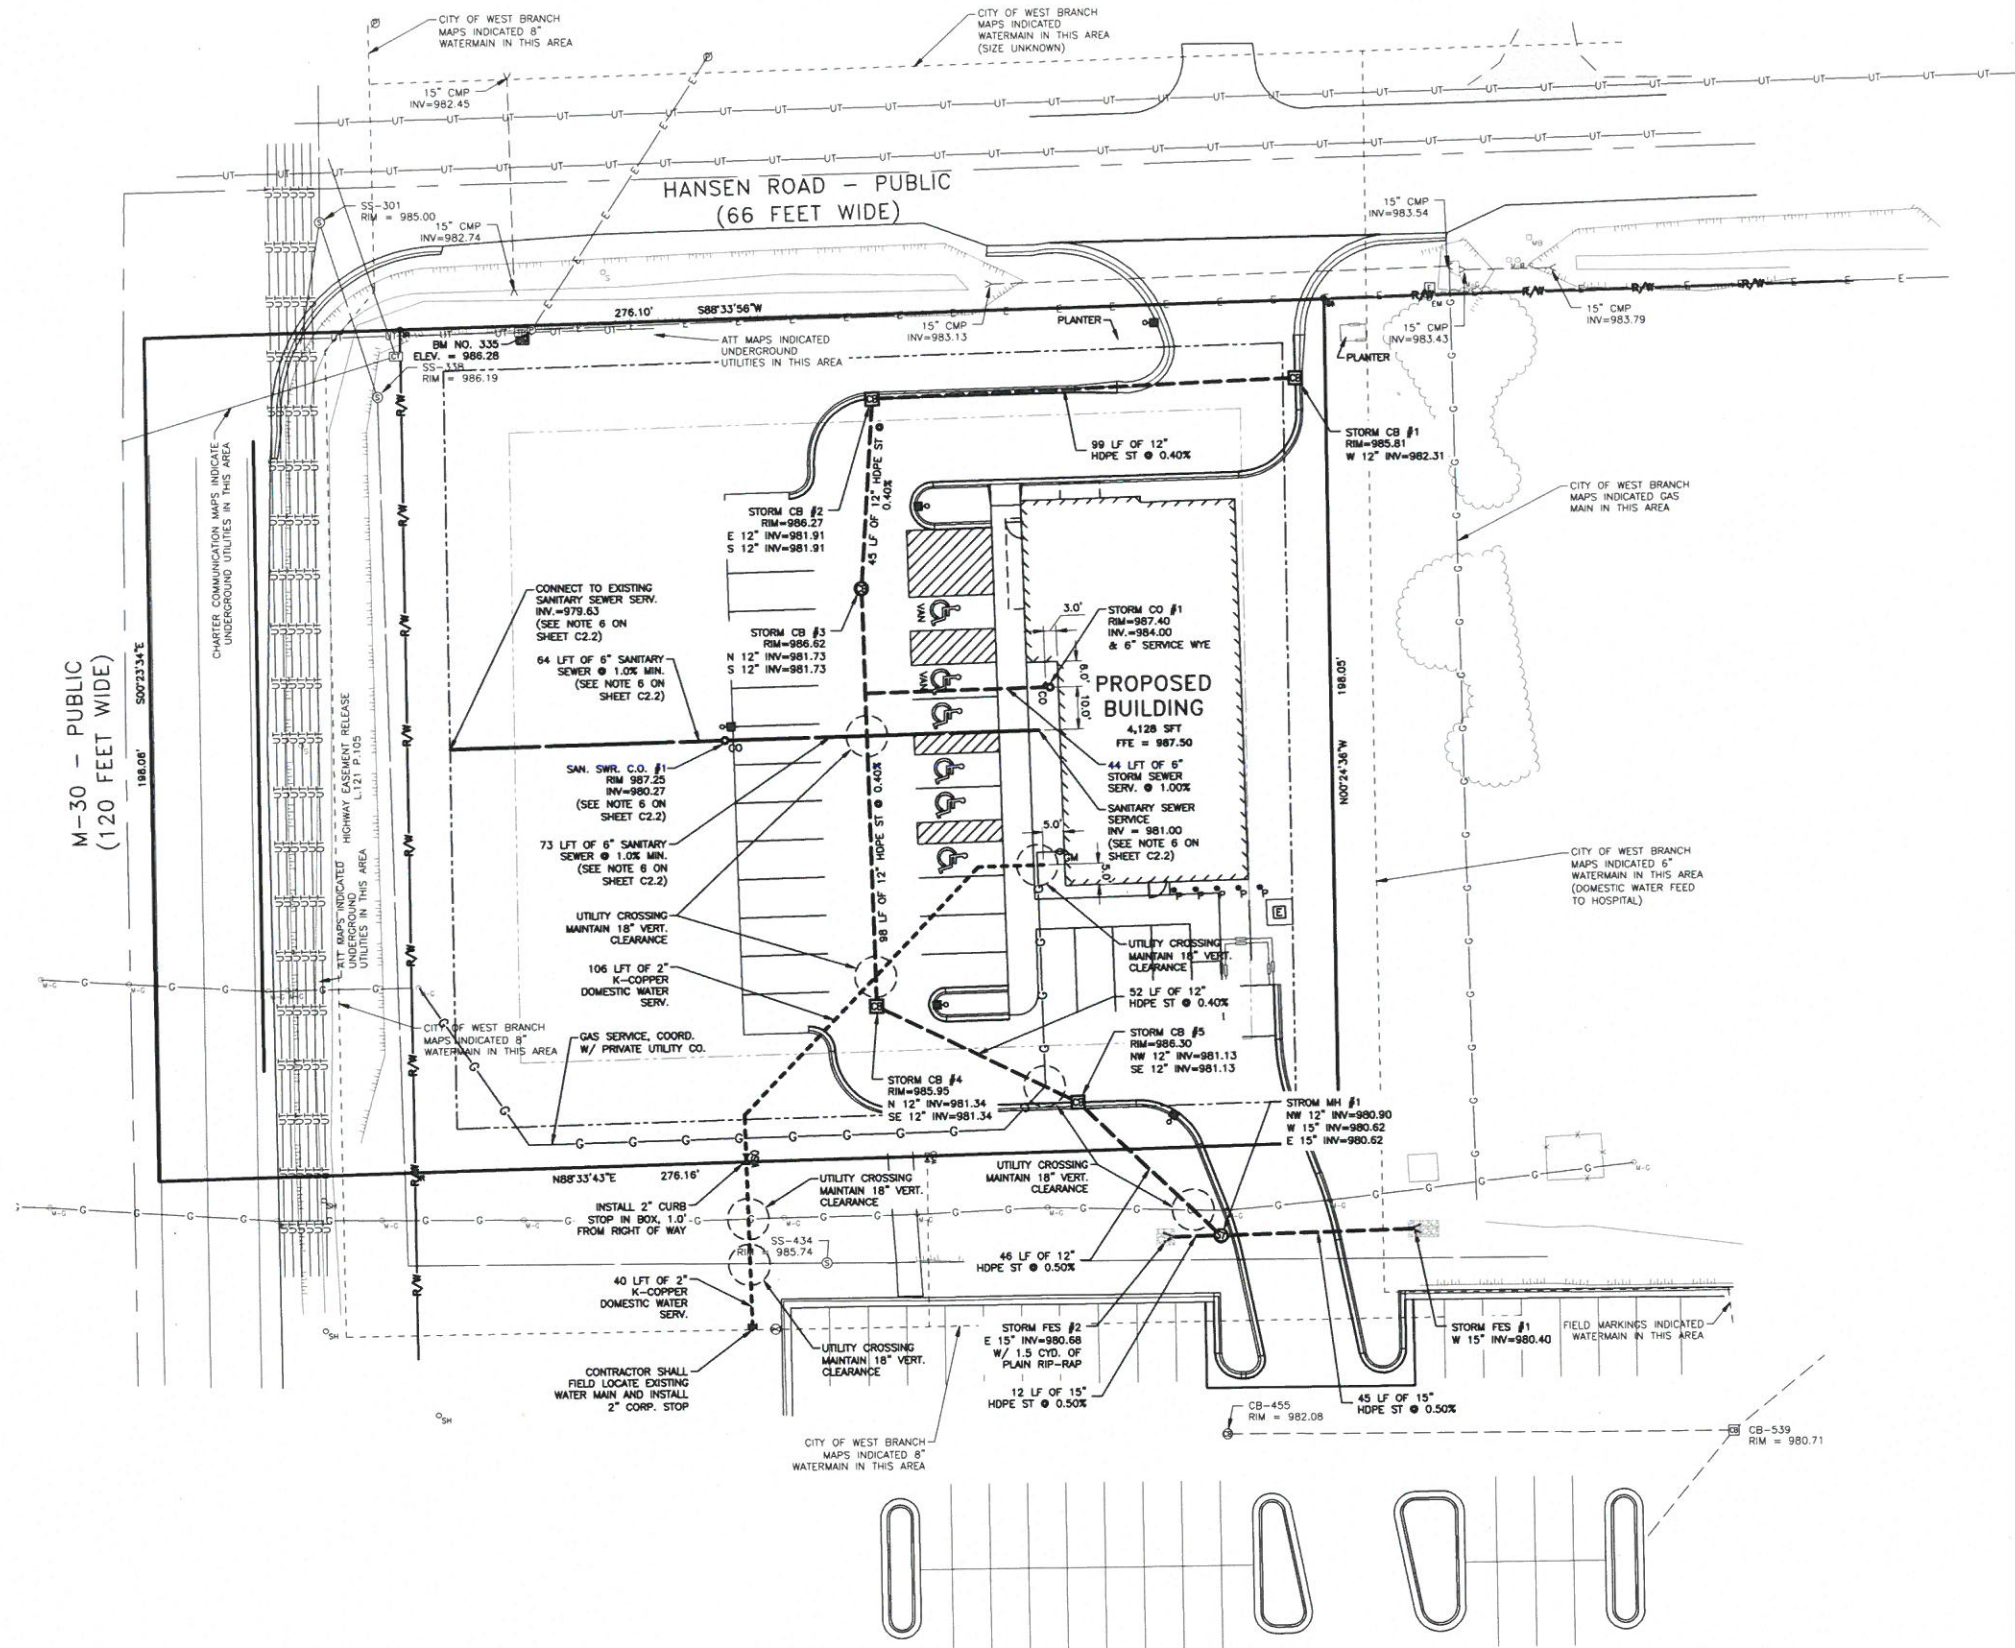 CITY OF WEST BRANCH
MAPS INDICATED 8"
WATERMAIN IN THIS AREA
CITY OF WEST BRANCH
MAPS INDICATED
WATERMAIN IN THIS AREA
(SIZE UNKNOWN)
15" CMP
INV=982.45
HANSEN ROAD - PUBLIC
(66 FEET WIDE)
SS-301
RIM = 985.00
15" CMP
INV=982.74
15" CMP
INV=983.54
15" CMP
INV=983.79
15" CMP
INV=983.43
PLANTER
276.10'
S88°33'56"W
15" CMP
INV=983.13
PLANTER
BM NO. 335
ELEV. = 986.28
SS-338
RIM = 986.19
ATT MAPS INDICATED
UNDERGROUND
UTILITIES IN THIS AREA
CHARTER COMMUNICATION MAPS INDICATE
UNDERGROUND UTILITIES IN THIS AREA
99 LF OF 12"
HDPE ST @ 0.40%
STORM CB #1
RIM=985.81
W 12" INV=982.31
CITY OF WEST BRANCH
MAPS INDICATED GAS
MAIN IN THIS AREA
STORM CB #2
RIM=986.27
E 12" INV=981.91
S 12" INV=981.91
45 LF OF 12" HDPE ST @
0.40%
CONNECT TO EXISTING
SANITARY SEWER SERV.
INV.=979.63
(SEE NOTE 6 ON
SHEET C2.2)
STORM CB #3
RIM=986.62
N 12" INV=981.73
S 12" INV=981.73
64 LFT OF 6" SANITARY
SEWER @ 1.0% MIN.
(SEE NOTE 6 ON
SHEET C2.2)
VAN
VAN
3.0'
STORM CO #1
RIM=987.40
INV.=984.00
& 6" SERVICE WYE
6.0'
10.0'
CO
PROPOSED
BUILDING
4,128 SFT
FFE = 987.50
198.05'
N00°24'36"W
M-30 - PUBLIC
(120 FEET WIDE)
S00°23'34"E
198.06'
HIGHWAY EASEMENT RELEASE
L.121 P.105
ATT MAPS INDICATED
UNDERGROUND
UTILITIES IN THIS AREA
CO
SAN. SWR. C.O. #1
RIM 987.25
INV=980.27
(SEE NOTE 6 ON
SHEET C2.2)
44 LFT OF 6"
STORM SEWER
SERV. @ 1.00%
SANITARY SEWER
SERVICE
INV = 981.00
(SEE NOTE 6 ON
SHEET C2.2)
5.0'
GM
5.0'
73 LFT OF 6" SANITARY
SEWER @ 1.0% MIN.
(SEE NOTE 6 ON
SHEET C2.2)
98 LF OF 12" HDPE ST @ 0.40%
CITY OF WEST BRANCH
MAPS INDICATED 6"
WATERMAIN IN THIS AREA
(DOMESTIC WATER FEED
TO HOSPITAL)
UTILITY CROSSING
MAINTAIN 18" VERT.
CLEARANCE
UTILITY CROSSING
MAINTAIN 18" VERT.
CLEARANCE
106 LFT OF 2"
K-COPPER
DOMESTIC WATER
SERV.
52 LF OF 12"
HDPE ST @ 0.40%
CITY OF WEST BRANCH
MAPS INDICATED 8"
WATERMAIN IN THIS AREA
GAS SERVICE, COORD.
W/ PRIVATE UTILITY CO.
STORM CB #5
RIM=986.30
NW 12" INV=981.13
SE 12" INV=981.13
STORM CB #4
RIM=985.95
N 12" INV=981.34
SE 12" INV=981.34
STROM MH #1
NW 12" INV=980.90
W 15" INV=980.62
E 15" INV=980.62
N88°33'43"E
276.16'
UTILITY CROSSING
MAINTAIN 18" VERT.
CLEARANCE
UTILITY CROSSING
MAINTAIN 18" VERT.
CLEARANCE
INSTALL 2" CURB
STOP IN BOX, 1.0'
FROM RIGHT OF WAY
SS-434
RIM = 985.74
46 LF OF 12"
HDPE ST @ 0.50%
40 LFT OF 2"
K-COPPER
DOMESTIC WATER
SERV.
STORM FES #2
E 15" INV=980.68
W/ 1.5 CYD. OF
PLAIN RIP-RAP
STORM FES #1
W 15" INV=980.40
FIELD MARKINGS INDICATED
WATERMAIN IN THIS AREA
UTILITY CROSSING
MAINTAIN 18" VERT.
CLEARANCE
CONTRACTOR SHALL
FIELD LOCATE EXISTING
WATER MAIN AND INSTALL
2" CORP. STOP
12 LF OF 15"
HDPE ST @ 0.50%
45 LF OF 15"
HDPE ST @ 0.50%
CB-455
RIM = 982.08
CB-539
RIM = 980.71
CITY OF WEST BRANCH
MAPS INDICATED 8"
WATERMAIN IN THIS AREA